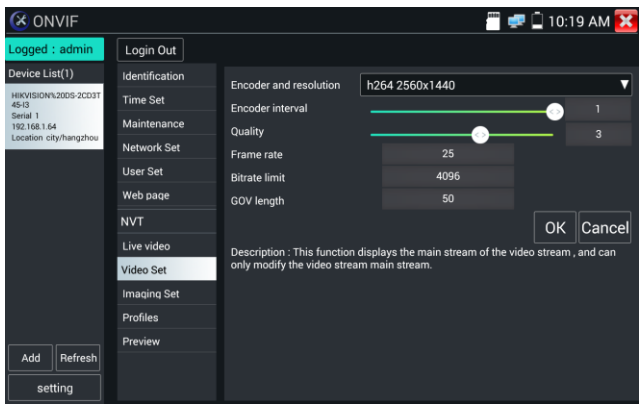 ONVIF
10:19 AM
Logged : admin
Login Out
Device List(1)
HIKVISION%20DS-2CD3T
45-I3
Serial 1
192.168.1.64
Location city/hangzhou
Add
Refresh
setting
Identification
Time Set
Maintenance
Network Set
User Set
Web page
NVT
Live video
Video Set
Imaging Set
Profiles
Preview
Encoder and resolution
h264 2560x1440
Encoder interval
1
Quality
3
Frame rate
25
Bitrate limit
4096
GOV length
50
OK
Cancel
Description : This function displays the main stream of the video stream , and can
only modify the video stream main stream.